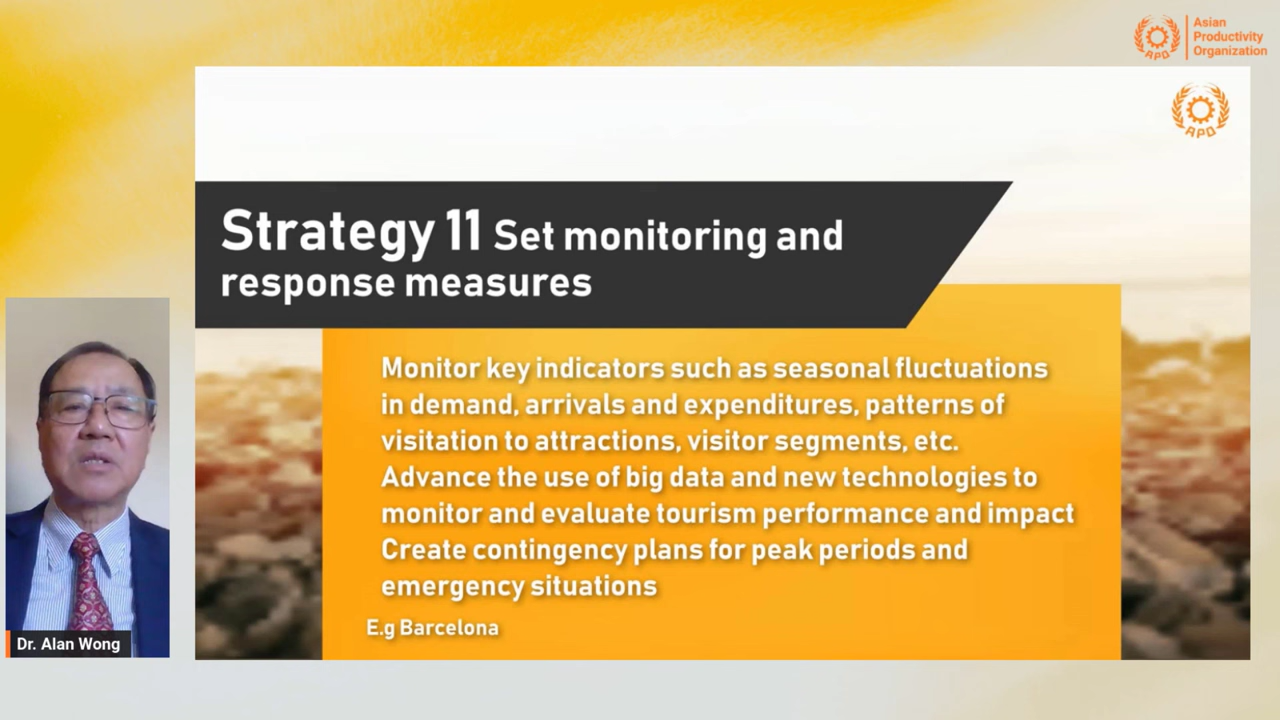 Asian
Productivity
Organization
APO
APO
Strategy 11 Set monitoring and
response measures
Monitor key indicators such as seasonal fluctuations
in demand, arrivals and expenditures, patterns of
visitation to attractions, visitor segments, etc.
Advance the use of big data and new technologies to
monitor and evaluate tourism performance and impact
Create contingency plans for peak periods and
emergency situations
E.g Barcelona
Dr. Alan Wong